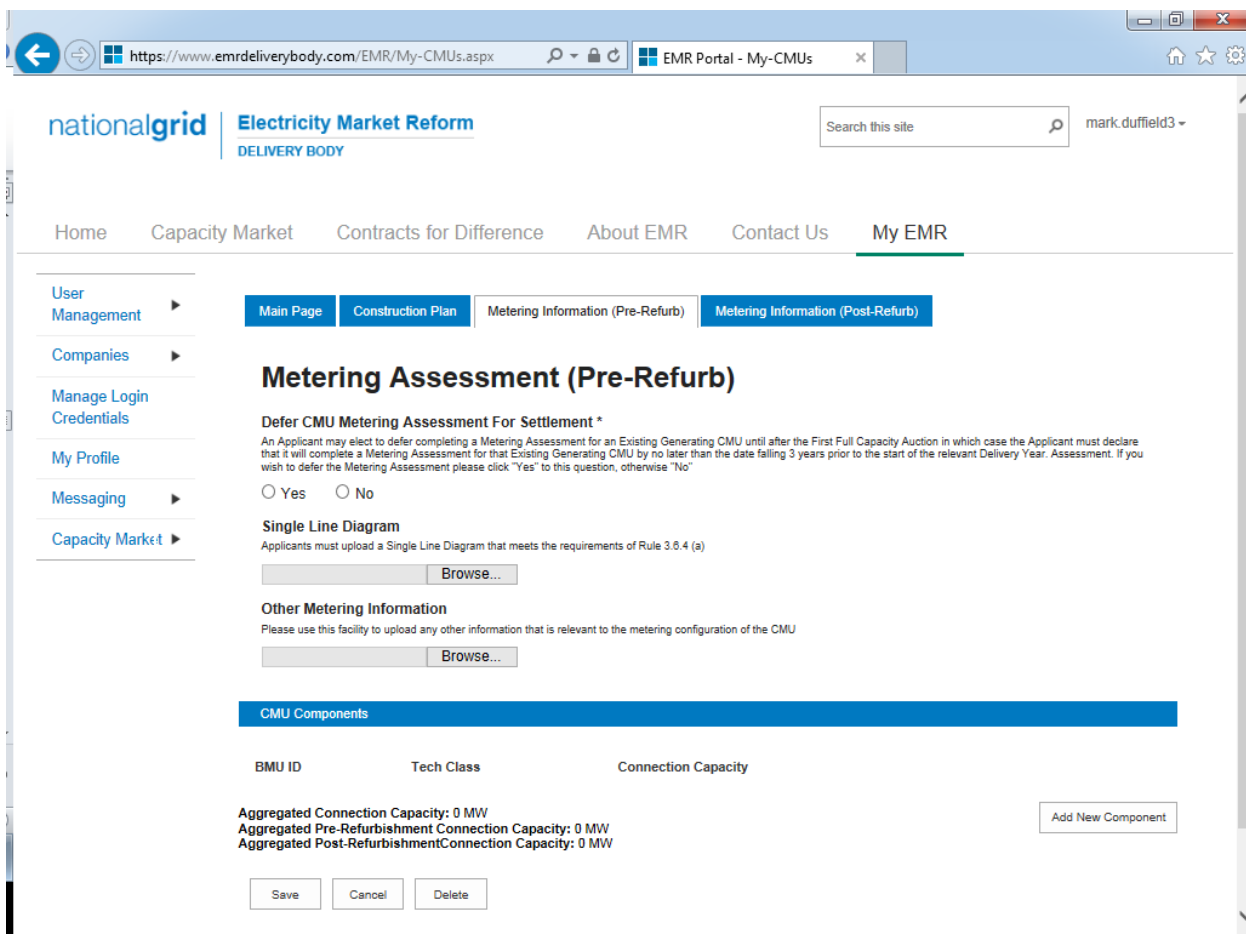 https://www.emrdeliverybody.com/EMR/My-CMUs.aspx
EMR Portal - My-CMUs
nationalgrid
Electricity Market Reform
DELIVERY BODY
Search this site
mark.duffield3
Home Capacity Market Contracts for Difference About EMR Contact Us My EMR
User
Management
Companies
Manage Login
Credentials
My Profile
Messaging
Capacity Market
Main Page Construction Plan Metering Information (Pre-Refurb) Metering Information (Post-Refurb)
Metering Assessment (Pre-Refurb)
Defer CMU Metering Assessment For Settlement *
An Applicant may elect to defer completing a Metering Assessment for an Existing Generating CMU until after the First Full Capacity Auction in which case the Applicant must declare
that it will complete a Metering Assessment for that Existing Generating CMU by no later than the date falling 3 years prior to the start of the relevant Delivery Year. Assessment. If you
wish to defer the Metering Assessment please click "Yes" to this question, otherwise "No"
Yes No
Single Line Diagram
Applicants must upload a Single Line Diagram that meets the requirements of Rule 3.6.4 (a)
Browse...
Other Metering Information
Please use this facility to upload any other information that is relevant to the metering configuration of the CMU
Browse...
CMU Components
BMU ID Tech Class Connection Capacity
Aggregated Connection Capacity: 0 MW
Aggregated Pre-Refurbishment Connection Capacity: 0 MW
Aggregated Post-RefurbishmentConnection Capacity: 0 MW
Add New Component
Save Cancel Delete